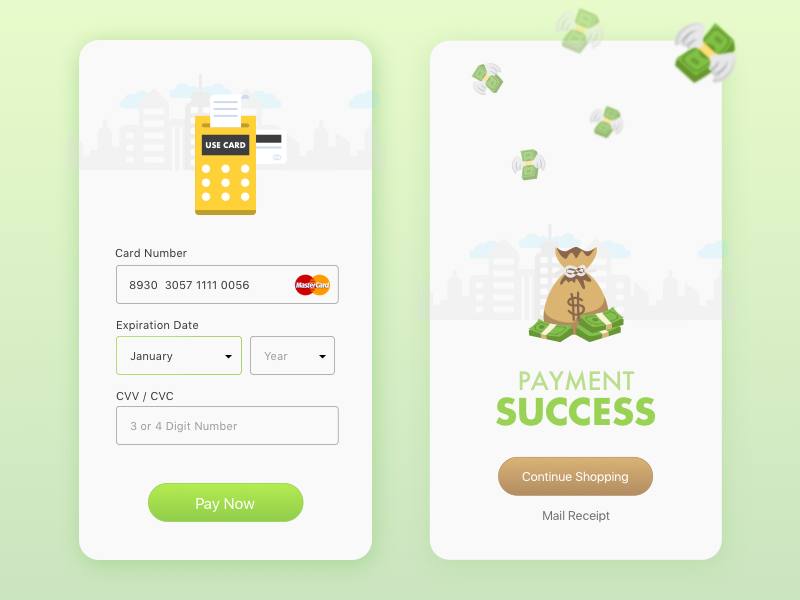 USE CARD
Card Number
8930 3057 1111 0056
MasterCard
Expiration Date
January
Year
CVV / CVC
3 or 4 Digit Number
Pay Now
$
PAYMENT
SUCCESS
Continue Shopping
Mail Receipt